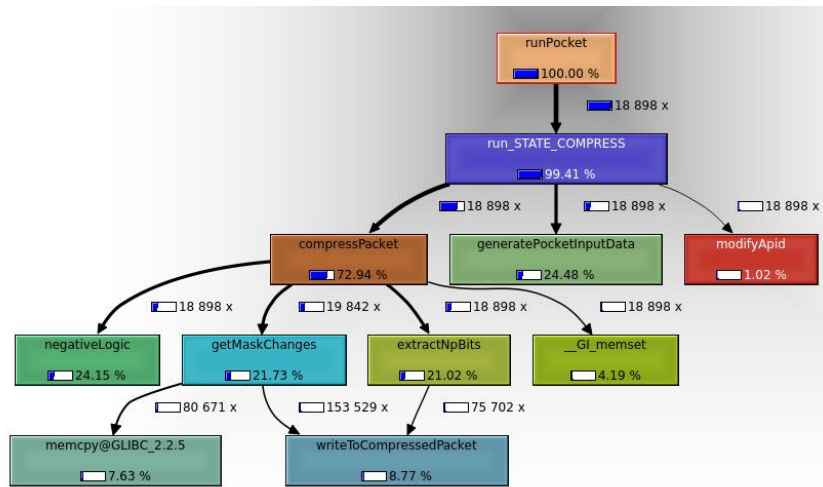 runPocket
100.00 %
18 898 x
run_STATE_COMPRESS
99.41 %
18 898 x
18 898 x
18 898 x
compressPacket
72.94 %
generatePocketInputData
24.48 %
modifyApid
1.02 %
18 898 x
19 842 x
18 898 x
18 898 x
negativeLogic
24.15 %
getMaskChanges
21.73 %
extractNpBits
21.02 %
__GI_memset
4.19 %
80 671 x
153 529 x
75 702 x
memcpy@GLIBC_2.2.5
7.63 %
writeToCompressedPacket
8.77 %